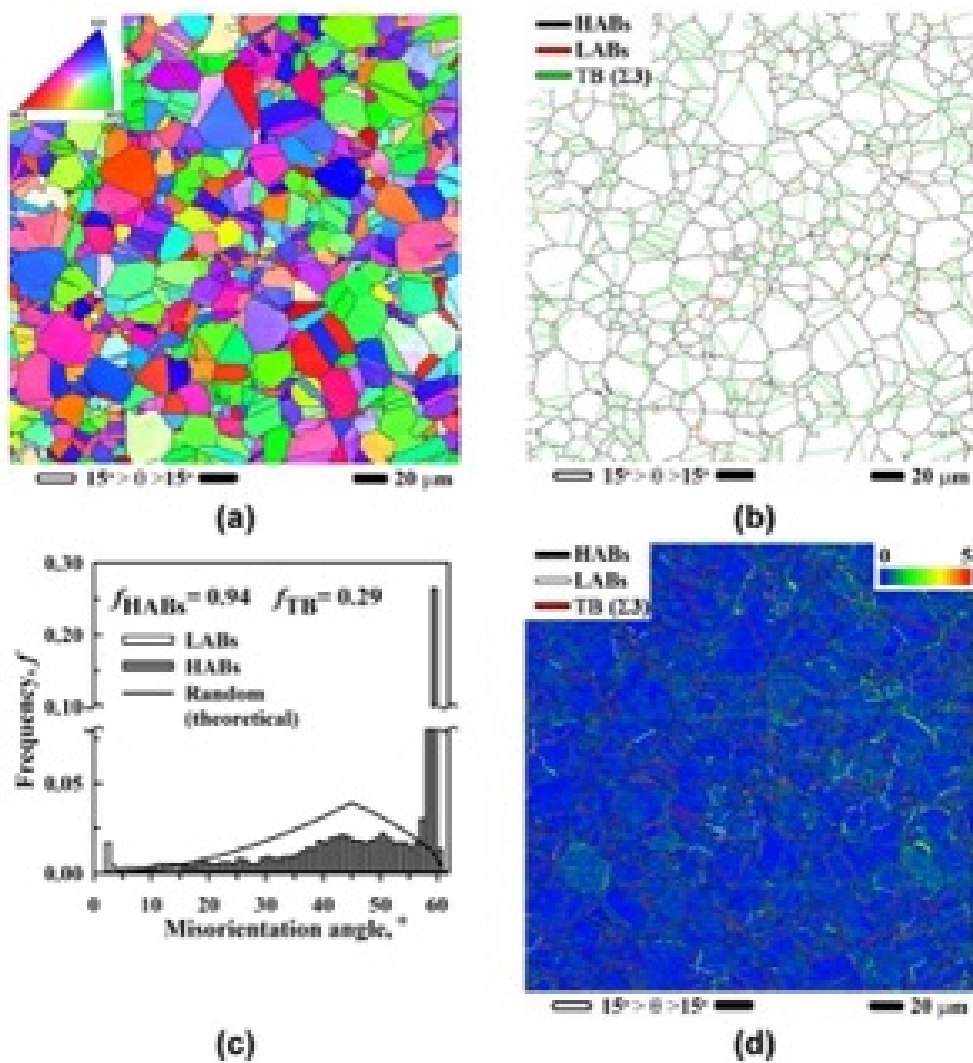 HABs
LABs
TB (Σ3)
15° > θ >15° 20 μm
15° > θ >15° 20 μm
(a)
(b)
0.30
0.20
0.10
0.05
0.00
Frequency, f
fHABs = 0.94 fTB = 0.29
LABs
HABs
Random
(theoretical)
0 10 20 30 40 50 60
Misorientation angle, °
(c)
HABs
LABs
TB (Σ3)
0 5
15° > θ >15° 20 μm
(d)